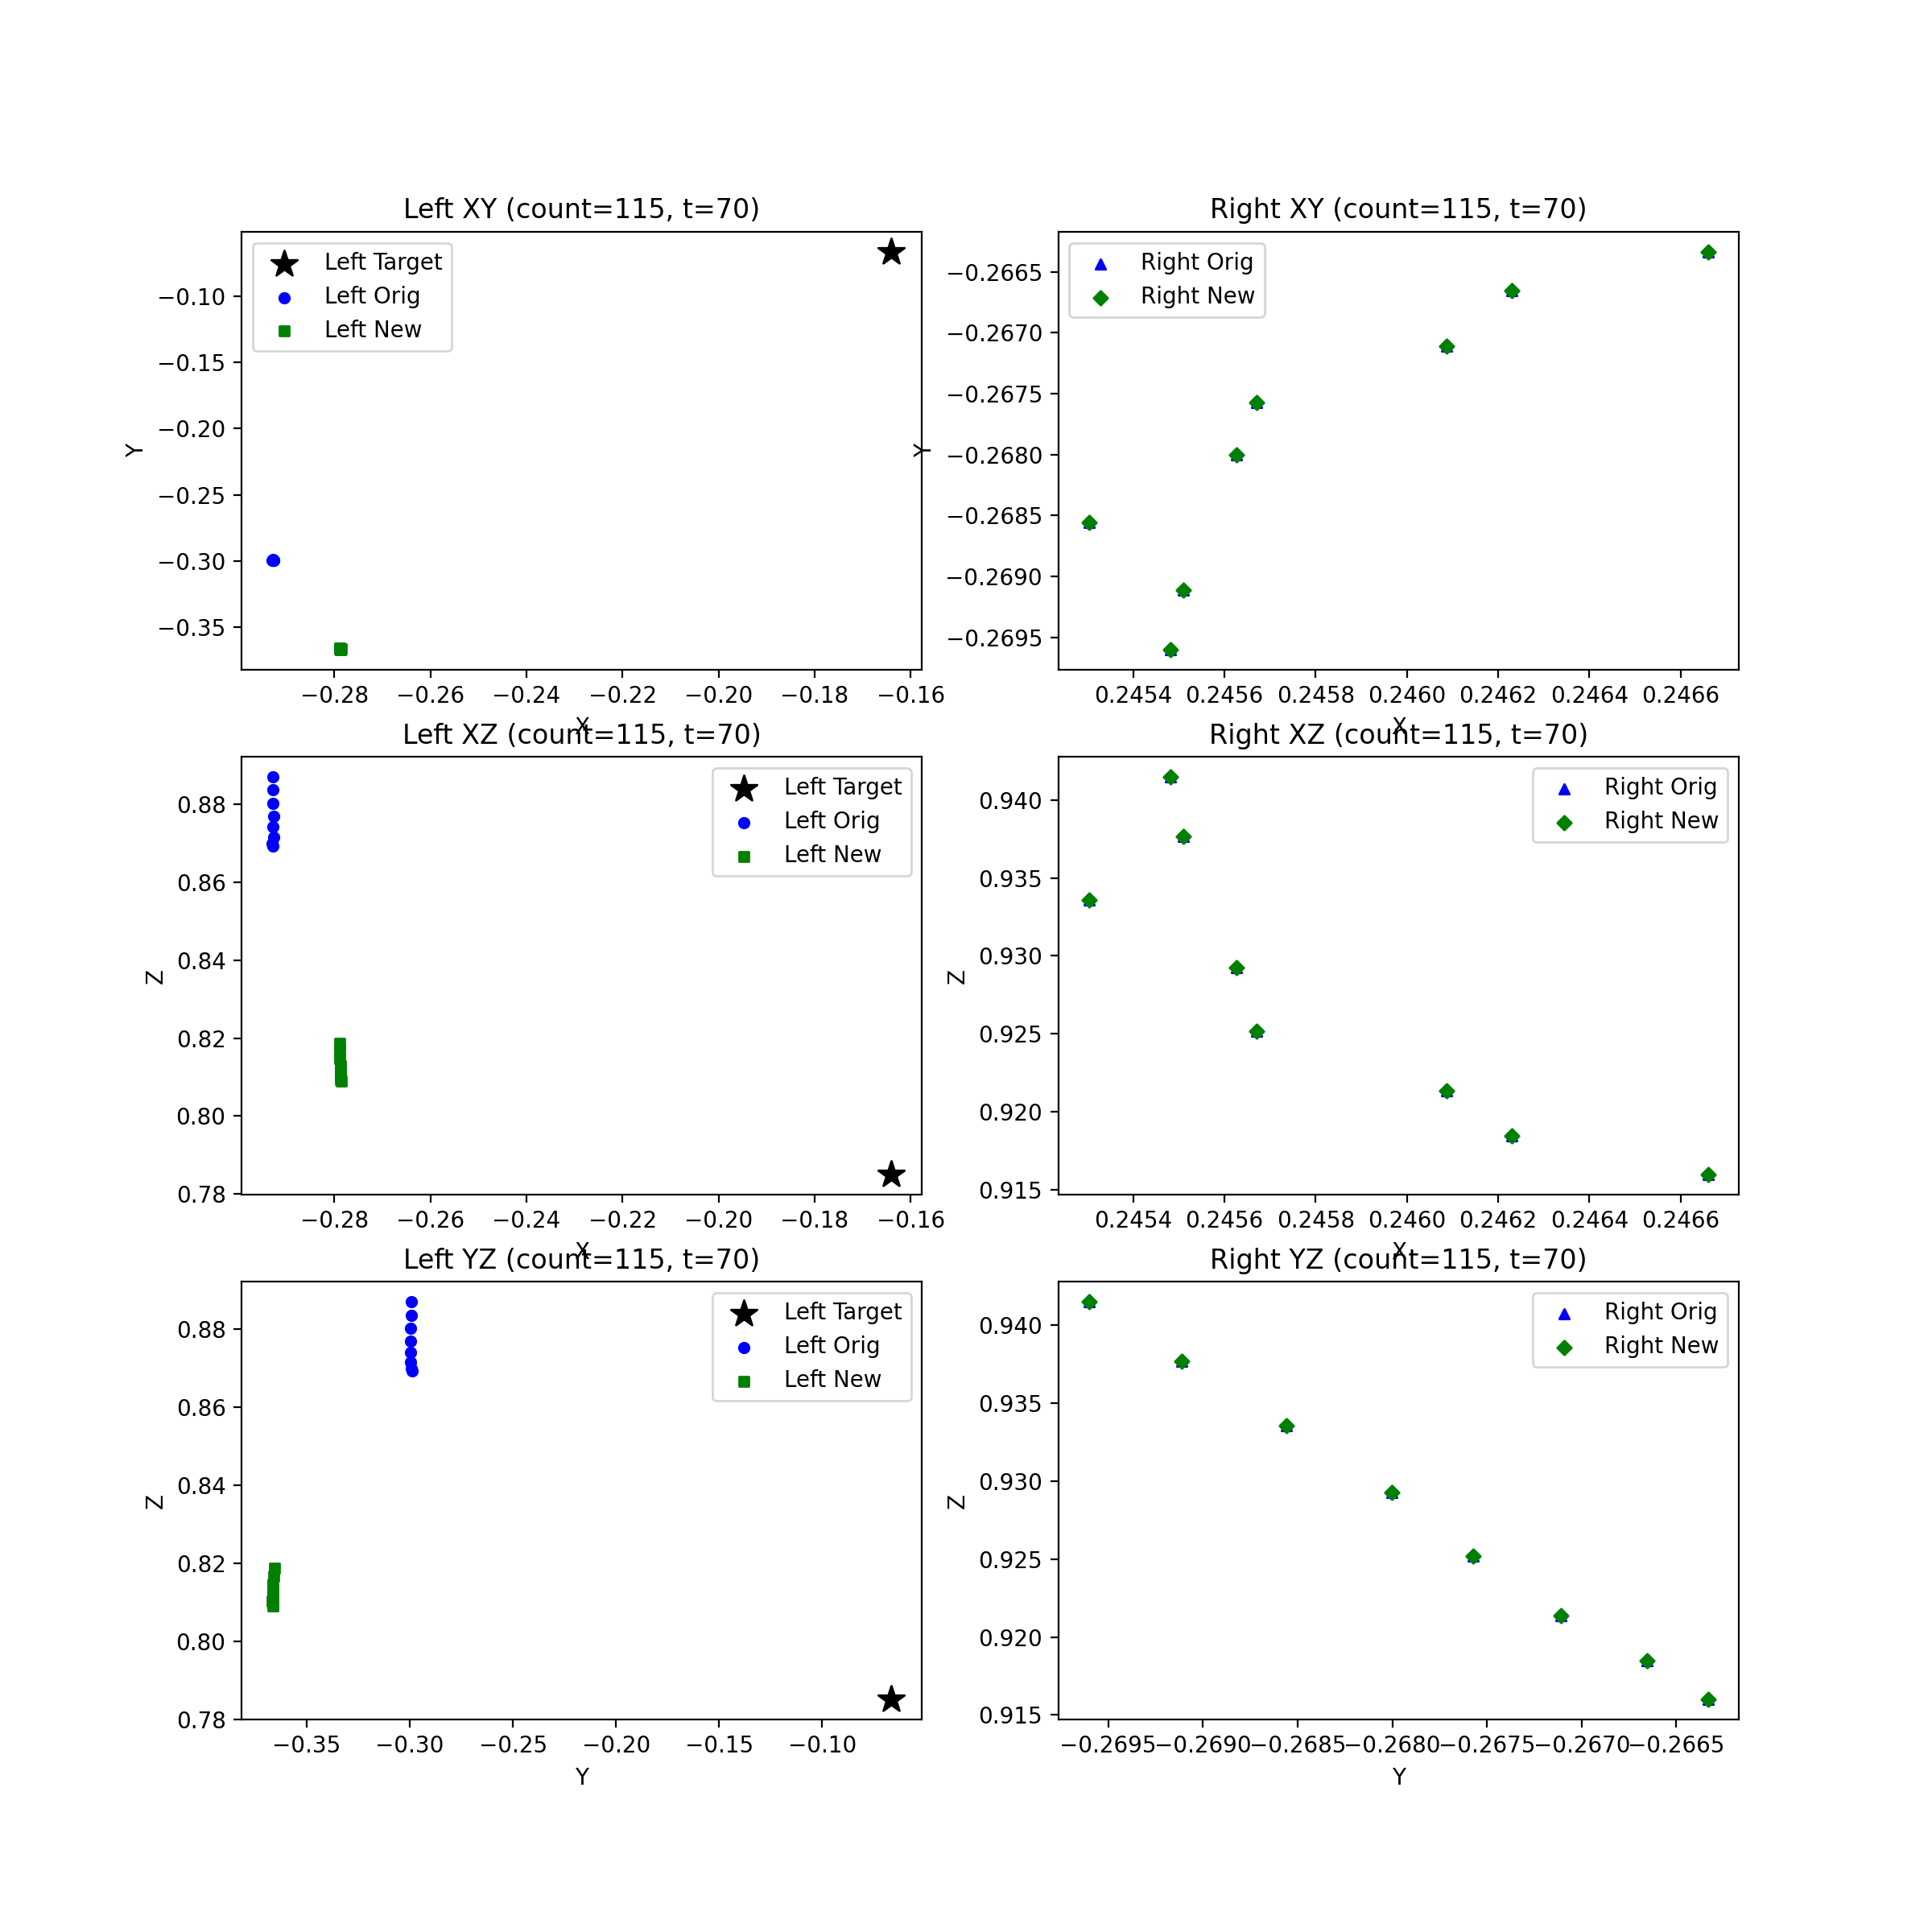 Left XY (count=115, t=70)
Left Target
Left Orig
Left New
−0.10
−0.15
−0.20
−0.25
−0.30
−0.35
Y
−0.28
−0.26
−0.24
−0.22
−0.20
−0.18
−0.16
X
Right XY (count=115, t=70)
Right Orig
Right New
−0.2665
−0.2670
−0.2675
−0.2680
−0.2685
−0.2690
−0.2695
Y
0.2454
0.2456
0.2458
0.2460
0.2462
0.2464
0.2466
X
Left XZ (count=115, t=70)
Left Target
Left Orig
Left New
0.88
0.86
0.84
0.82
0.80
0.78
Z
−0.28
−0.26
−0.24
−0.22
−0.20
−0.18
−0.16
X
Right XZ (count=115, t=70)
Right Orig
Right New
0.940
0.935
0.930
0.925
0.920
0.915
Z
0.2454
0.2456
0.2458
0.2460
0.2462
0.2464
0.2466
X
Left YZ (count=115, t=70)
Left Target
Left Orig
Left New
0.88
0.86
0.84
0.82
0.80
0.78
Z
−0.35
−0.30
−0.25
−0.20
−0.15
−0.10
Y
Right YZ (count=115, t=70)
Right Orig
Right New
0.940
0.935
0.930
0.925
0.920
0.915
Z
−0.2695
−0.2690
−0.2685
−0.2680
−0.2675
−0.2670
−0.2665
Y